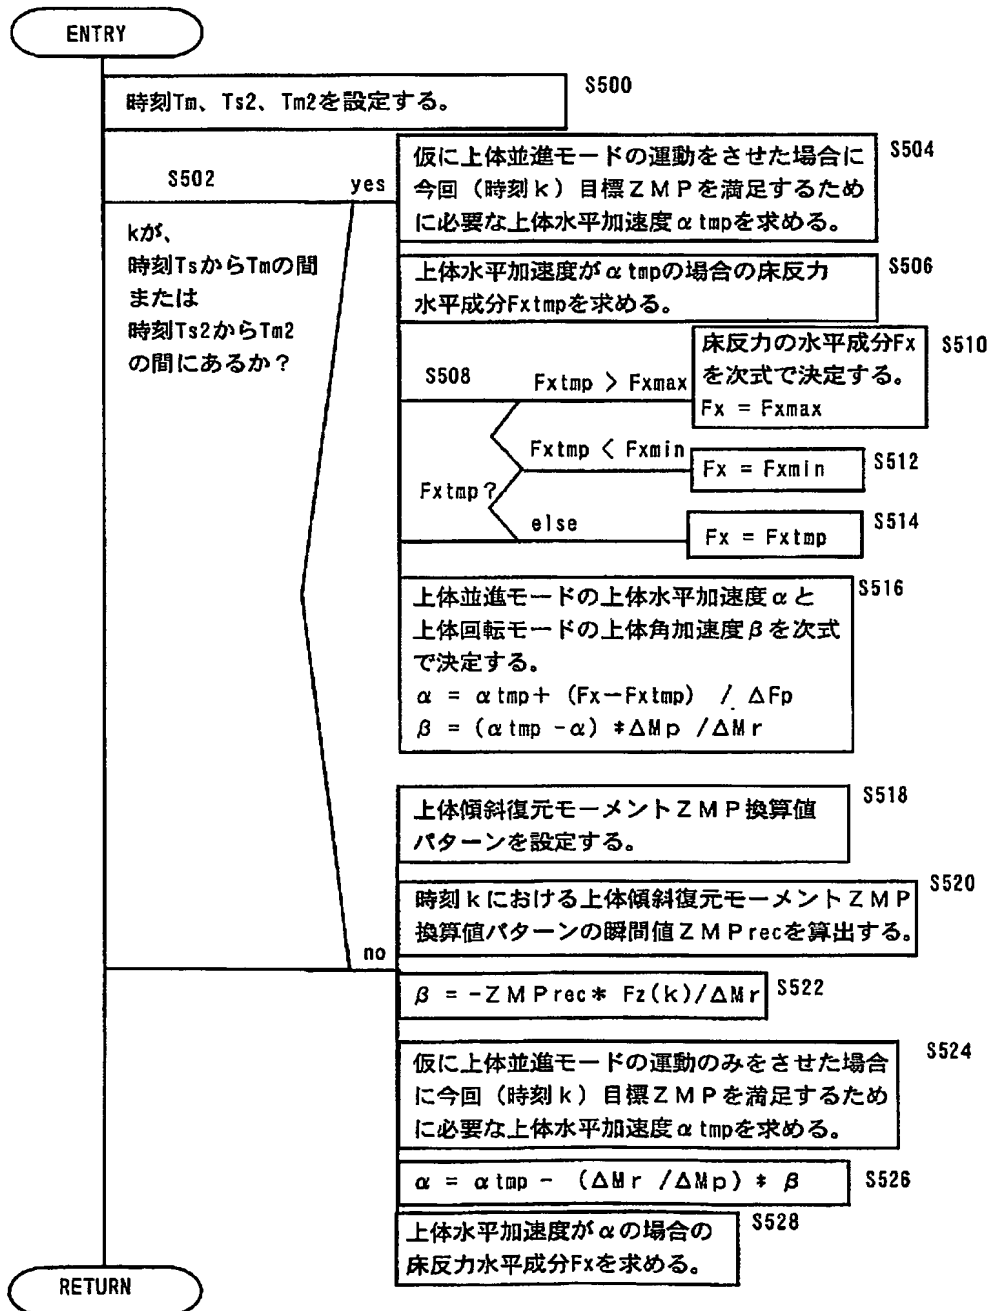 ENTRY
時刻Tm、Ts2、Tm2を設定する。
S500
S502
yes
kが、
時刻TsからTmの間
または
時刻Ts2からTm2
の間にあるか？
仮に上体並進モードの運動をさせた場合に
今回（時刻k）目標ZMPを満足するため
に必要な上体水平加速度αtmpを求める。
S504
上体水平加速度がαtmpの場合の床反力
水平成分Fxtmpを求める。
S506
S508
Fxtmp?
Fxtmp > Fxmax
床反力の水平成分Fx
を次式で決定する。
Fx = Fxmax
S510
Fxtmp < Fxmin
Fx = Fxmin
S512
else
Fx = Fxtmp
S514
上体並進モードの上体水平加速度αと
上体回転モードの上体角加速度βを次式
で決定する。
α = αtmp+ (Fx-Fxtmp) / ΔFp
β = (αtmp -α) *ΔMp /ΔMr
S516
no
上体傾斜復元モーメントZMP換算値
パターンを設定する。
S518
時刻kにおける上体傾斜復元モーメントZMP
換算値パターンの瞬間値ZMPrecを算出する。
S520
β = -ZMPrec* Fz(k)/ΔMr
S522
仮に上体並進モードの運動のみをさせた場合
に今回（時刻k）目標ZMPを満足するため
に必要な上体水平加速度αtmpを求める。
S524
α = αtmp - (ΔMr /ΔMp) * β
S526
上体水平加速度がαの場合の
床反力水平成分Fxを求める。
S528
RETURN